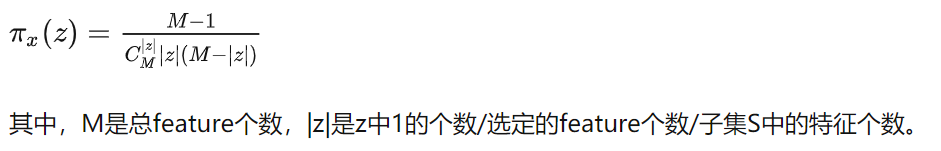 πₓ(z) = \frac{M−1}{C_M^{|z|}|z|(M−|z|)}
其中，M是总feature个数，|z|是z中1的个数/选定的feature个数/子集S中的特征个数。